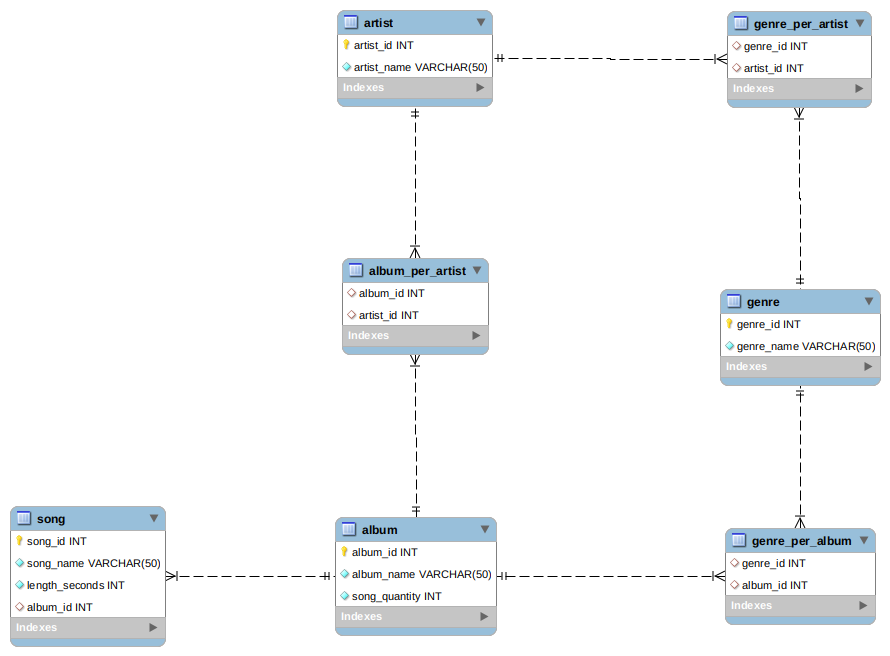 artist
artist_id INT
artist_name VARCHAR(50)
Indexes
genre_per_artist
genre_id INT
artist_id INT
Indexes
album_per_artist
album_id INT
artist_id INT
Indexes
genre
genre_id INT
genre_name VARCHAR(50)
Indexes
song
song_id INT
song_name VARCHAR(50)
length_seconds INT
album_id INT
Indexes
album
album_id INT
album_name VARCHAR(50)
song_quantity INT
Indexes
genre_per_album
genre_id INT
album_id INT
Indexes